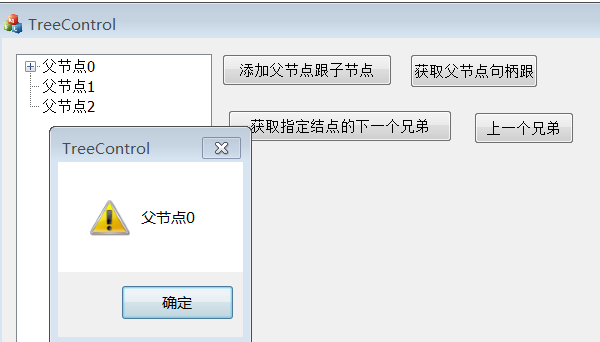 TreeControl
父节点0
父节点1
父节点2
添加父节点跟子节点
获取父节点句柄跟
获取指定结点的下一个兄弟
上一个兄弟
TreeControl
父节点0
确定